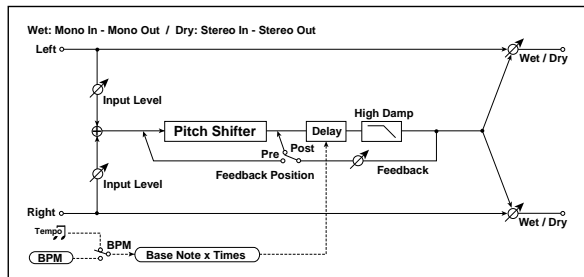 Wet: Mono In - Mono Out / Dry: Stereo In - Stereo Out
Left
Wet / Dry
Input Level
High Damp
Pitch Shifter
Delay
Post
Pre
Feedback Position
Feedback
Input Level
Right
Wet / Dry
Tempo
BPM
BPM
Base Note x Times